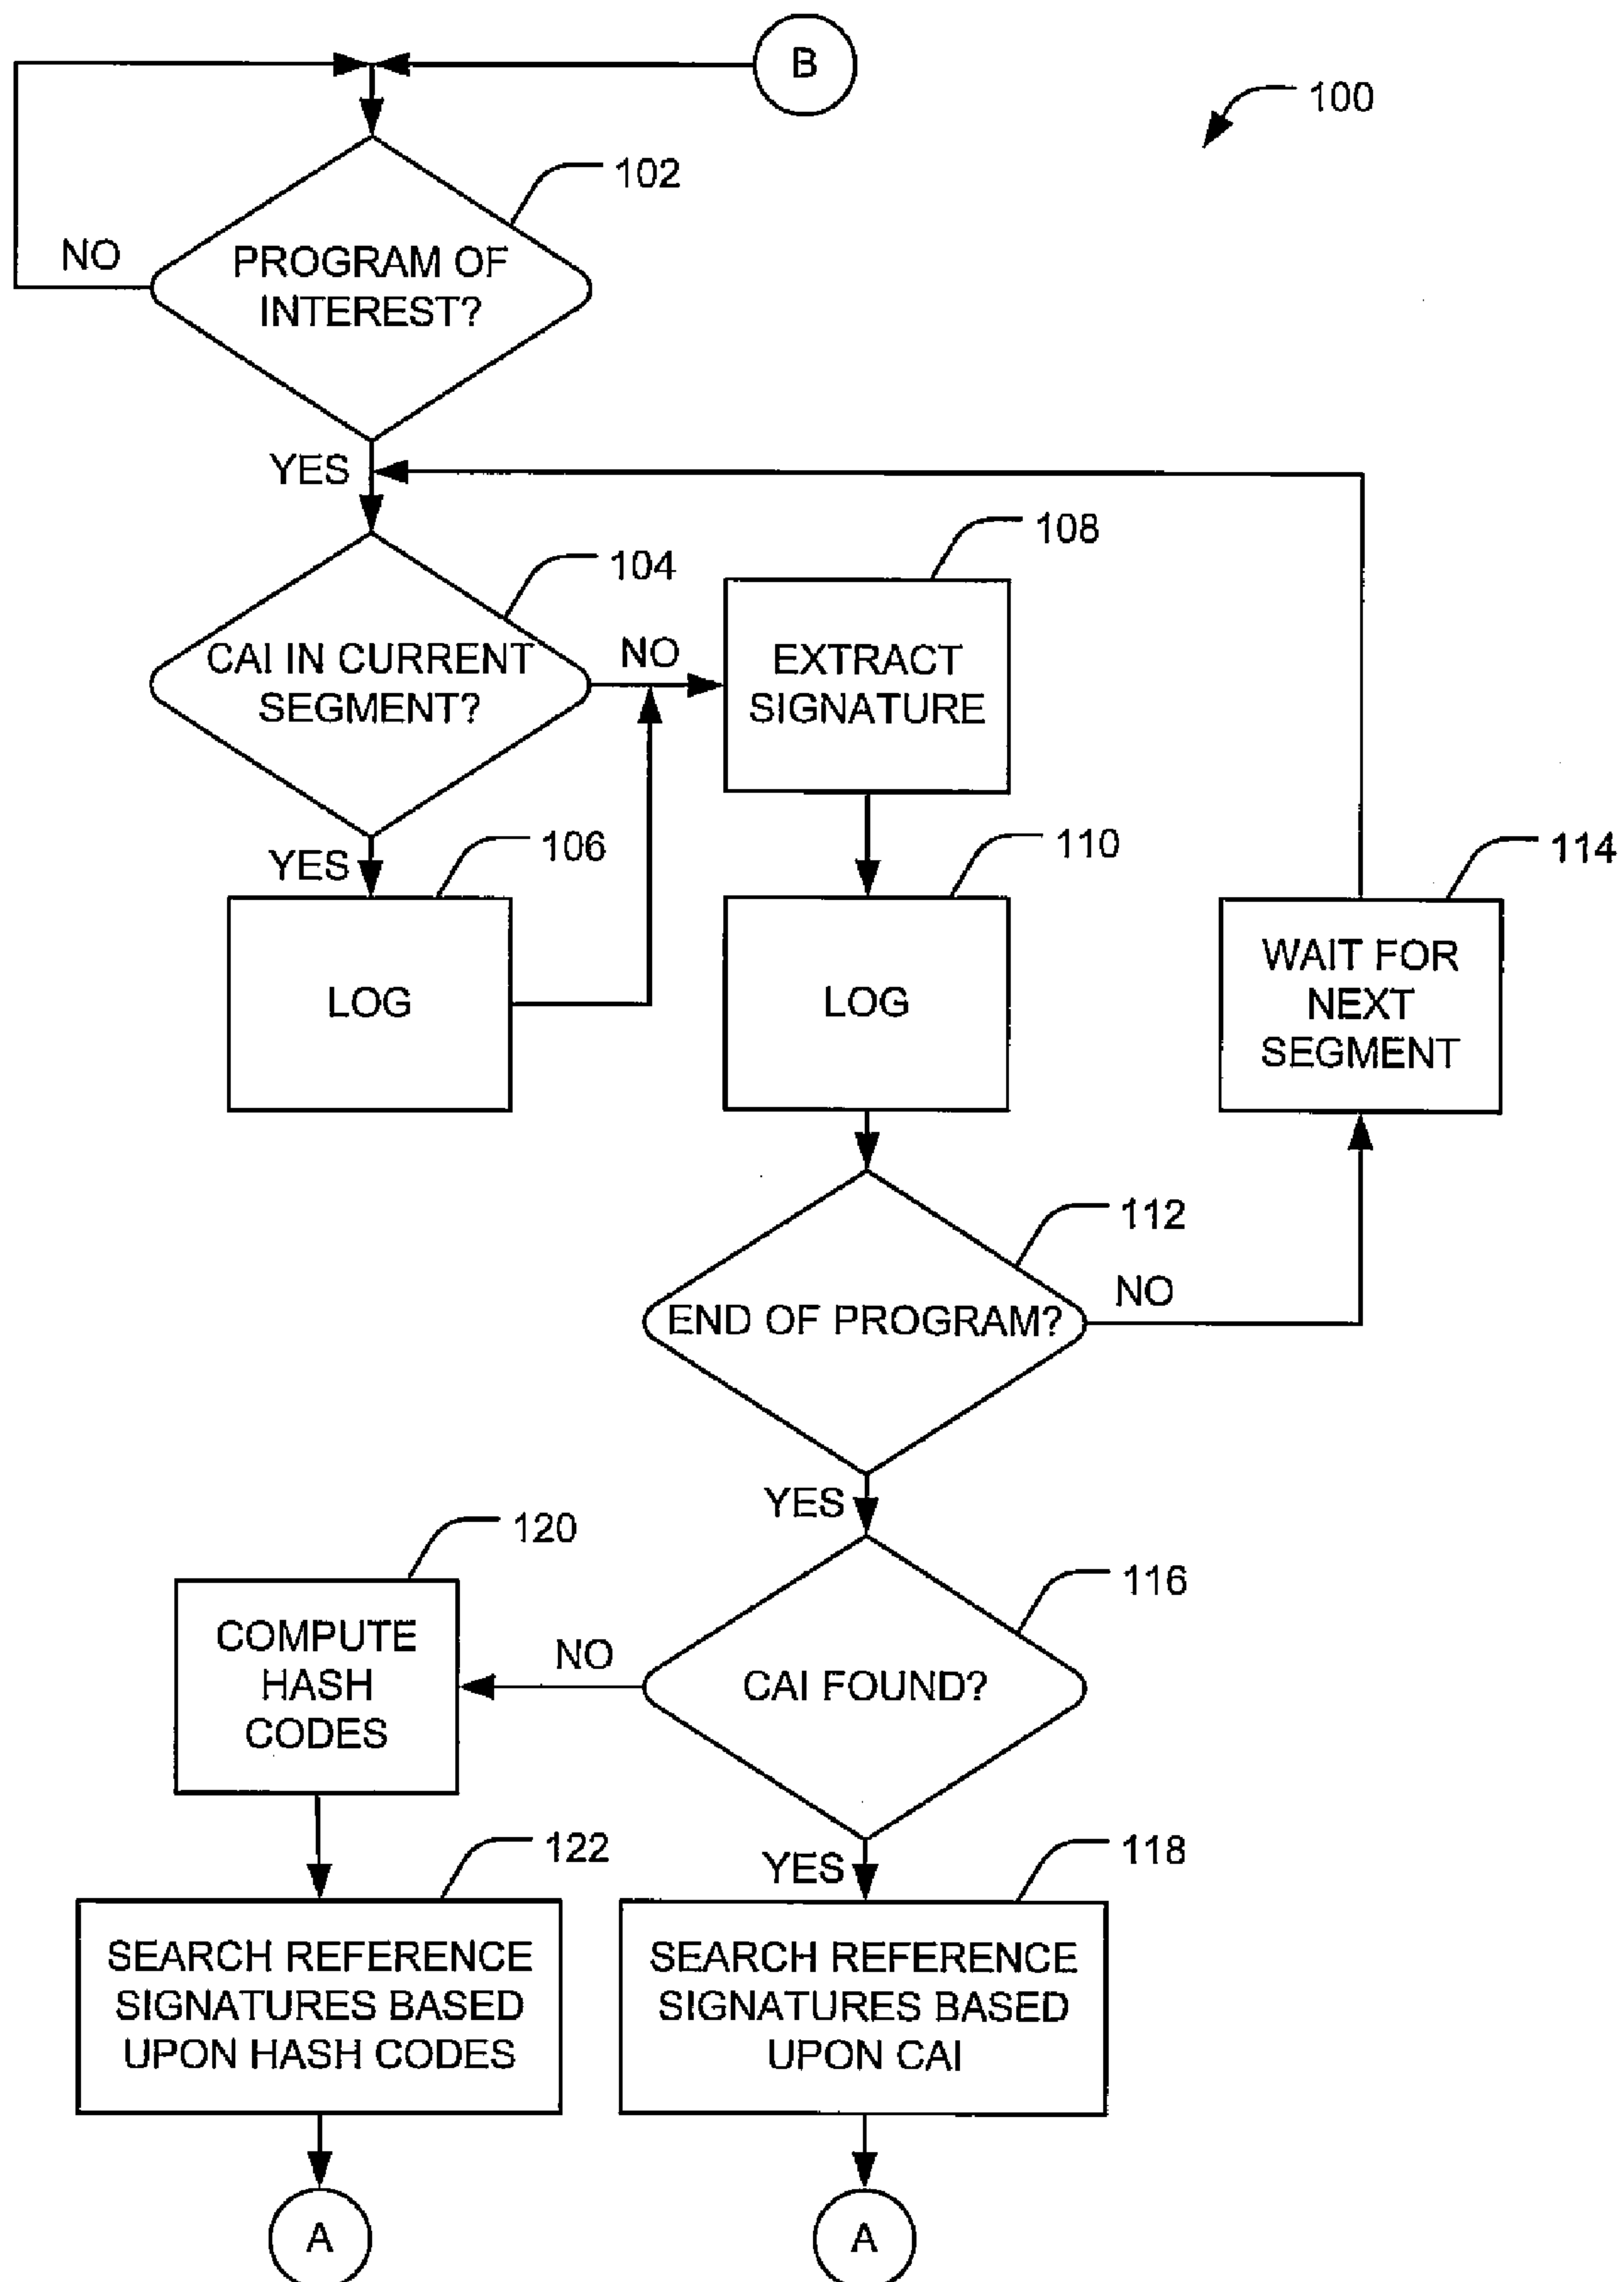 B
100
102
NO
PROGRAM OF
INTEREST?
YES
108
104
CAI IN CURRENT
SEGMENT?
NO
EXTRACT
SIGNATURE
YES
106
110
114
LOG
LOG
WAIT FOR
NEXT
SEGMENT
112
END OF PROGRAM?
NO
YES
120
116
COMPUTE
HASH
CODES
NO
CAI FOUND?
122
YES
118
SEARCH REFERENCE
SIGNATURES BASED
UPON HASH CODES
SEARCH REFERENCE
SIGNATURES BASED
UPON CAI
A
A